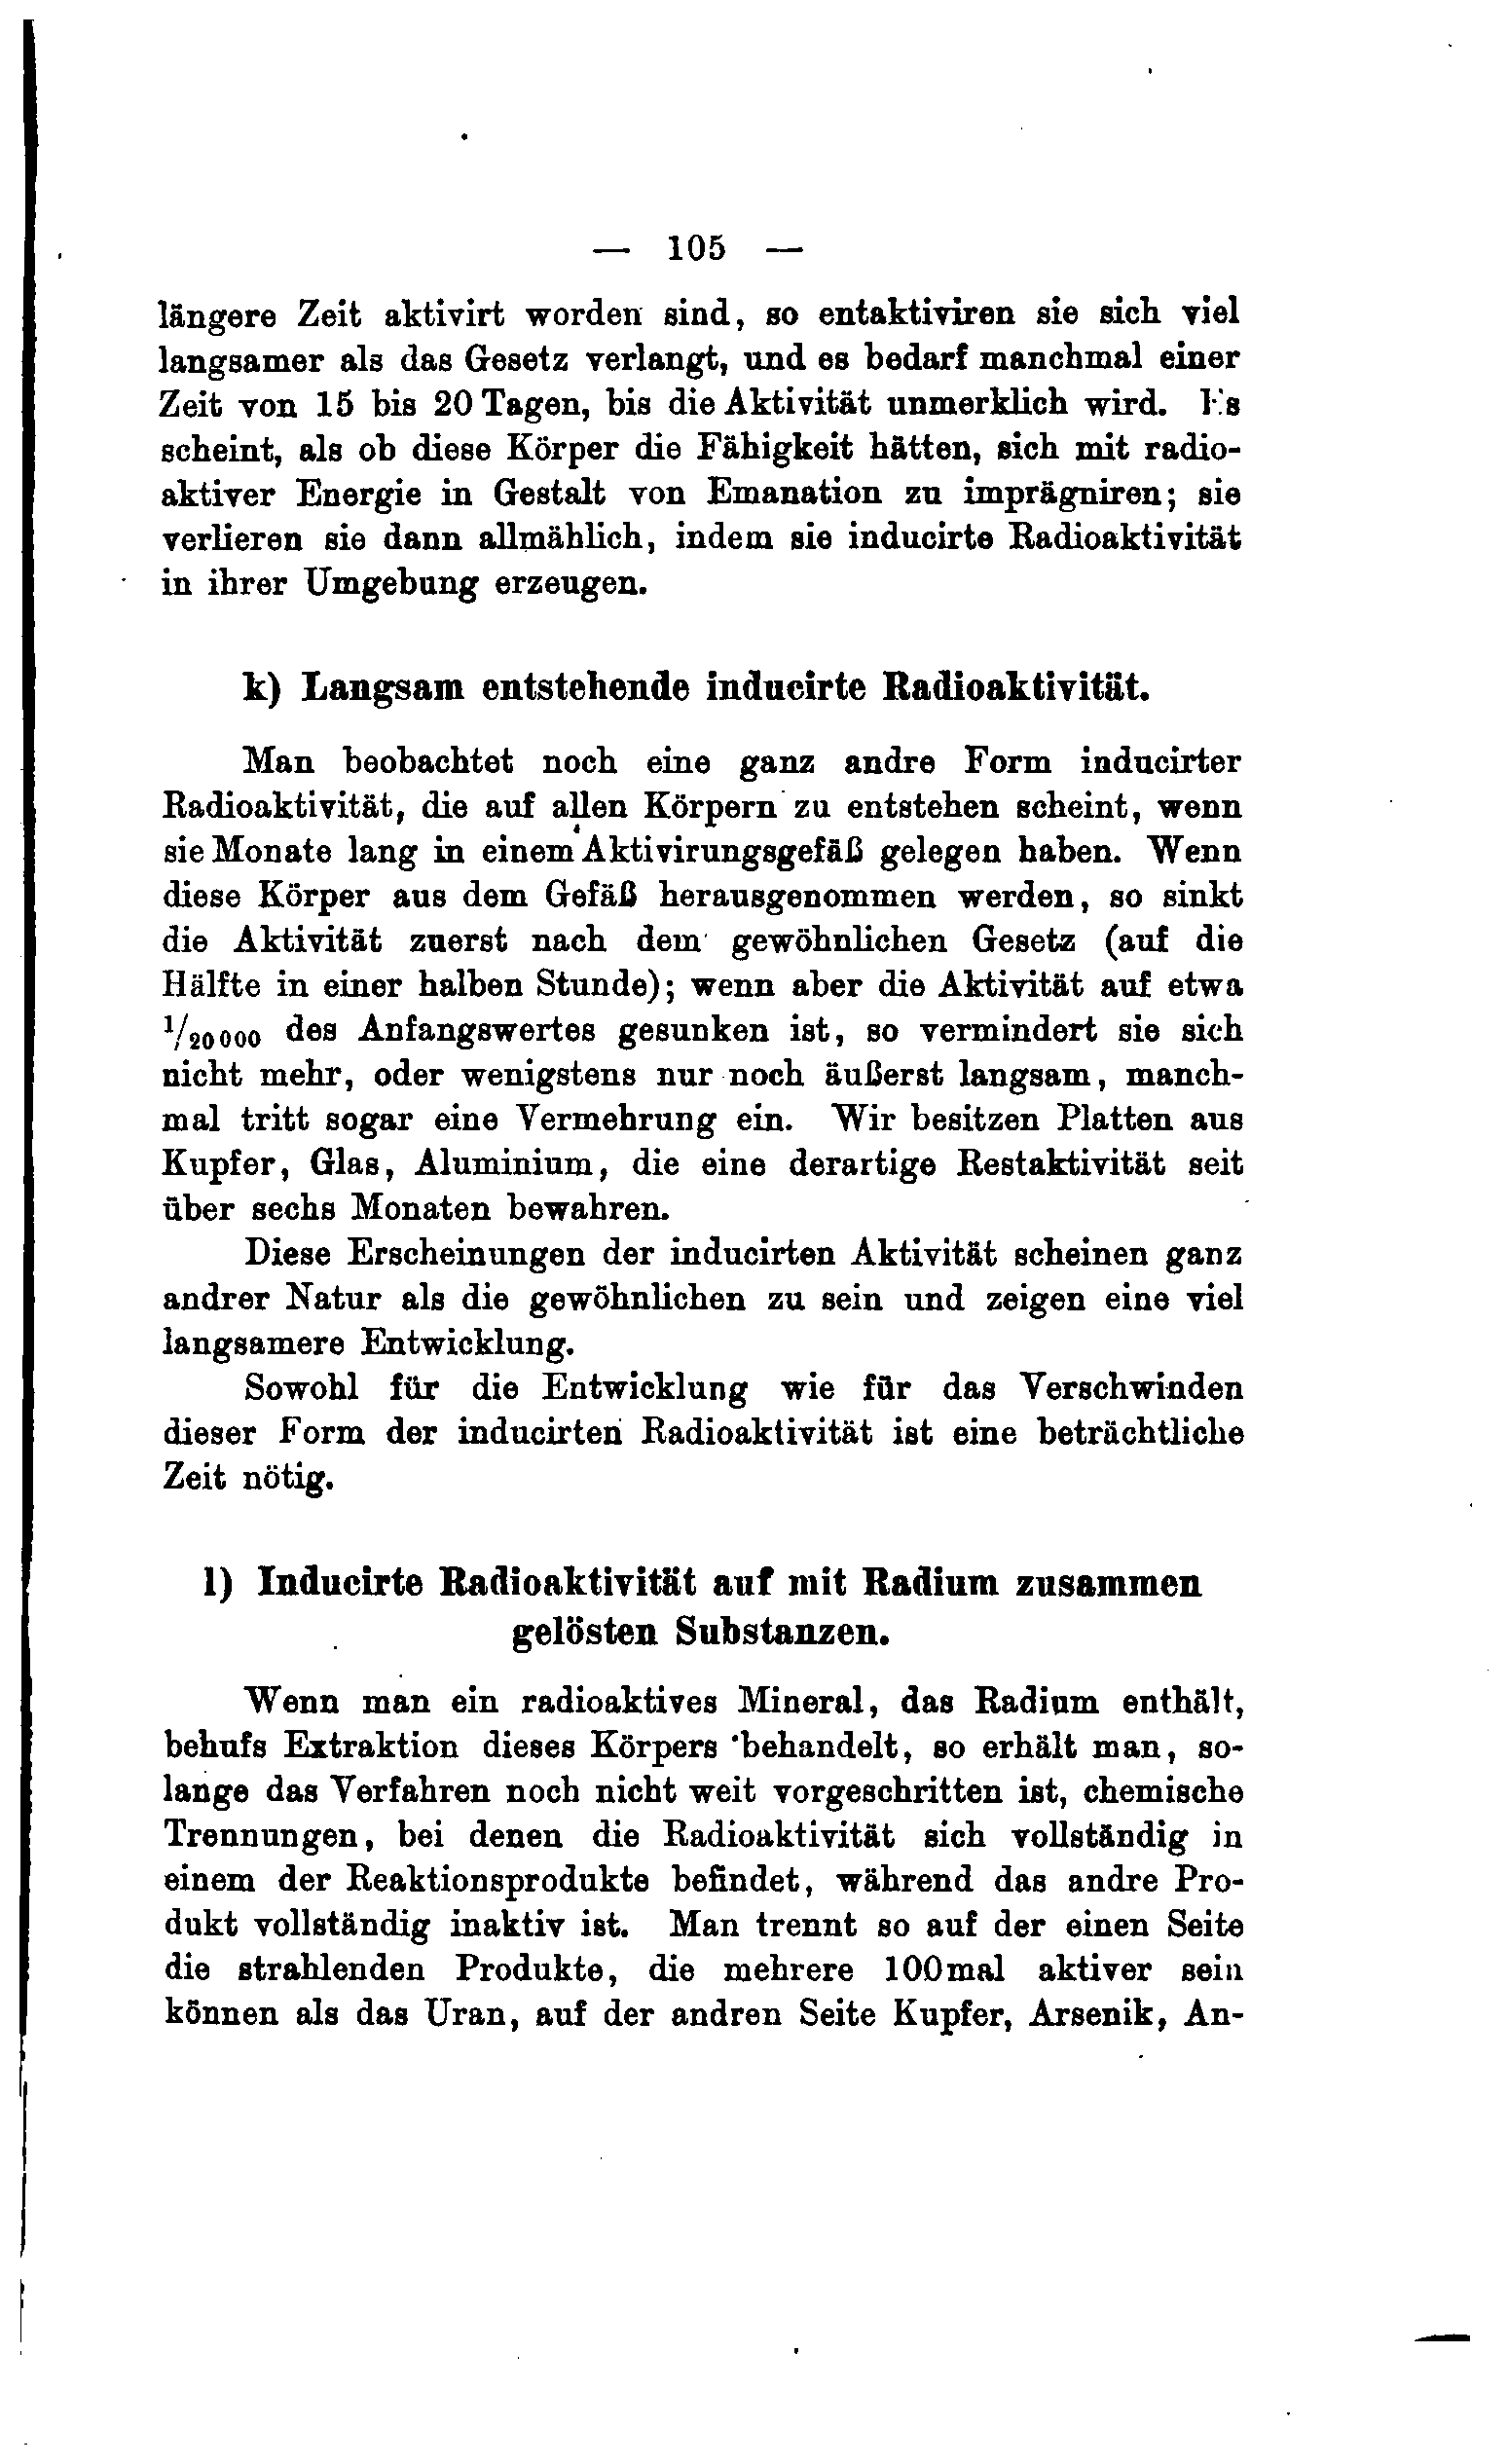 — 105 —
längere Zeit aktivirt worden sind, so entaktiviren sie sich viel
langsamer als das Gesetz verlangt, und es bedarf manchmal einer
Zeit von 15 bis 20 Tagen, bis die Aktivität unmerklich wird. Es
scheint, als ob diese Körper die Fähigkeit hätten, sich mit radio-
aktiver Energie in Gestalt von Emanation zu imprägniren; sie
verlieren sie dann allmählich, indem sie inducirte Radioaktivität
in ihrer Umgebung erzeugen.
k) Langsam entstehende inducirte Radioaktivität.
Man beobachtet noch eine ganz andre Form inducirter
Radioaktivität, die auf allen Körpern zu entstehen scheint, wenn
sie Monate lang in einem Aktivirungsgefäß gelegen haben. Wenn
diese Körper aus dem Gefäß herausgenommen werden, so sinkt
die Aktivität zuerst nach dem gewöhnlichen Gesetz (auf die
Hälfte in einer halben Stunde); wenn aber die Aktivität auf etwa
1/20000 des Anfangswertes gesunken ist, so vermindert sie sich
nicht mehr, oder wenigstens nur noch äußerst langsam, manch-
mal tritt sogar eine Vermehrung ein. Wir besitzen Platten aus
Kupfer, Glas, Aluminium, die eine derartige Restaktivität seit
über sechs Monaten bewahren.
Diese Erscheinungen der inducirten Aktivität scheinen ganz
andrer Natur als die gewöhnlichen zu sein und zeigen eine viel
langsamere Entwicklung.
Sowohl für die Entwicklung wie für das Verschwinden
dieser Form der inducirten Radioaktivität ist eine beträchtliche
Zeit nötig.
l) Inducirte Radioaktivität auf mit Radium zusammen
gelösten Substanzen.
Wenn man ein radioaktives Mineral, das Radium enthält,
behufs Extraktion dieses Körpers behandelt, so erhält man, so-
lange das Verfahren noch nicht weit vorgeschritten ist, chemische
Trennungen, bei denen die Radioaktivität sich vollständig in
einem der Reaktionsprodukte befindet, während das andre Pro-
dukt vollständig inaktiv ist. Man trennt so auf der einen Seite
die strahlenden Produkte, die mehrere 100mal aktiver sein
können als das Uran, auf der andren Seite Kupfer, Arsenik, An-